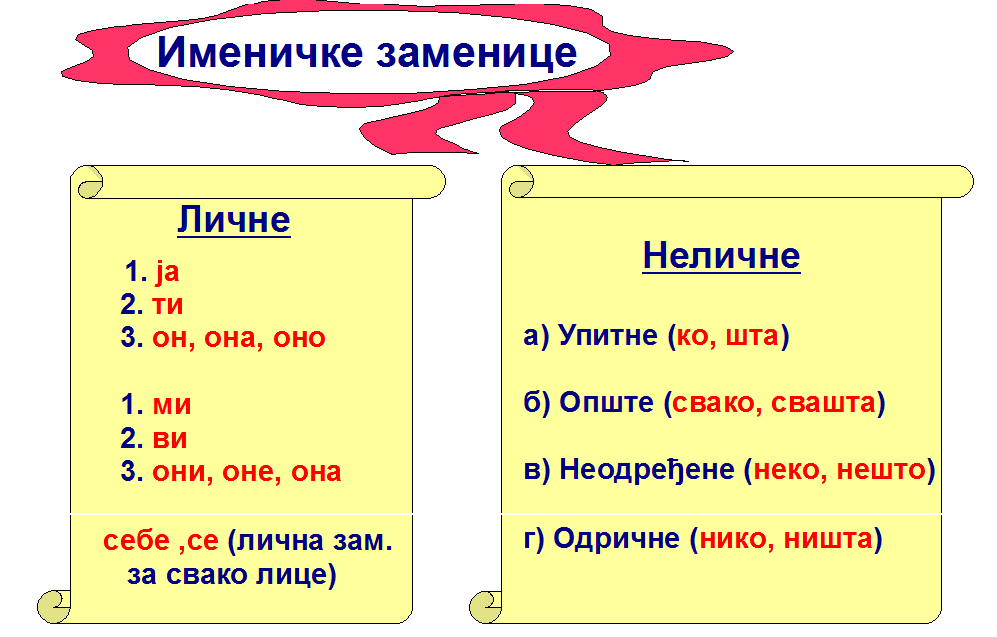 Именичке заменице
Личне
1. ја
2. ти
3. он, она, оно
1. ми
2. ви
3. они, оне, она
себе ,се (лична зам.
за свако лице)
Неличне
а) Упитне (ко, шта)
б) Опште (свако, свашта)
в) Неодређене (неко, нешто)
г) Одричне (нико, ништа)